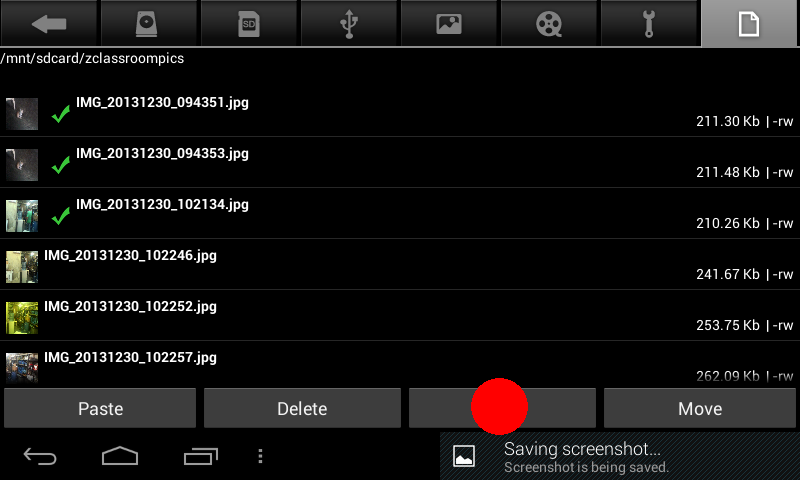 SD
/mnt/sdcard/zclassroompics
IMG_20131230_094351.jpg
211.30 Kb | -rw
IMG_20131230_094353.jpg
211.48 Kb | -rw
IMG_20131230_102134.jpg
210.26 Kb | -rw
IMG_20131230_102246.jpg
241.67 Kb | -rw
IMG_20131230_102252.jpg
253.75 Kb | -rw
IMG_20131230_102257.jpg
262.09 Kb | -rw
Paste Delete Move
Saving screenshot...
Screenshot is being saved.